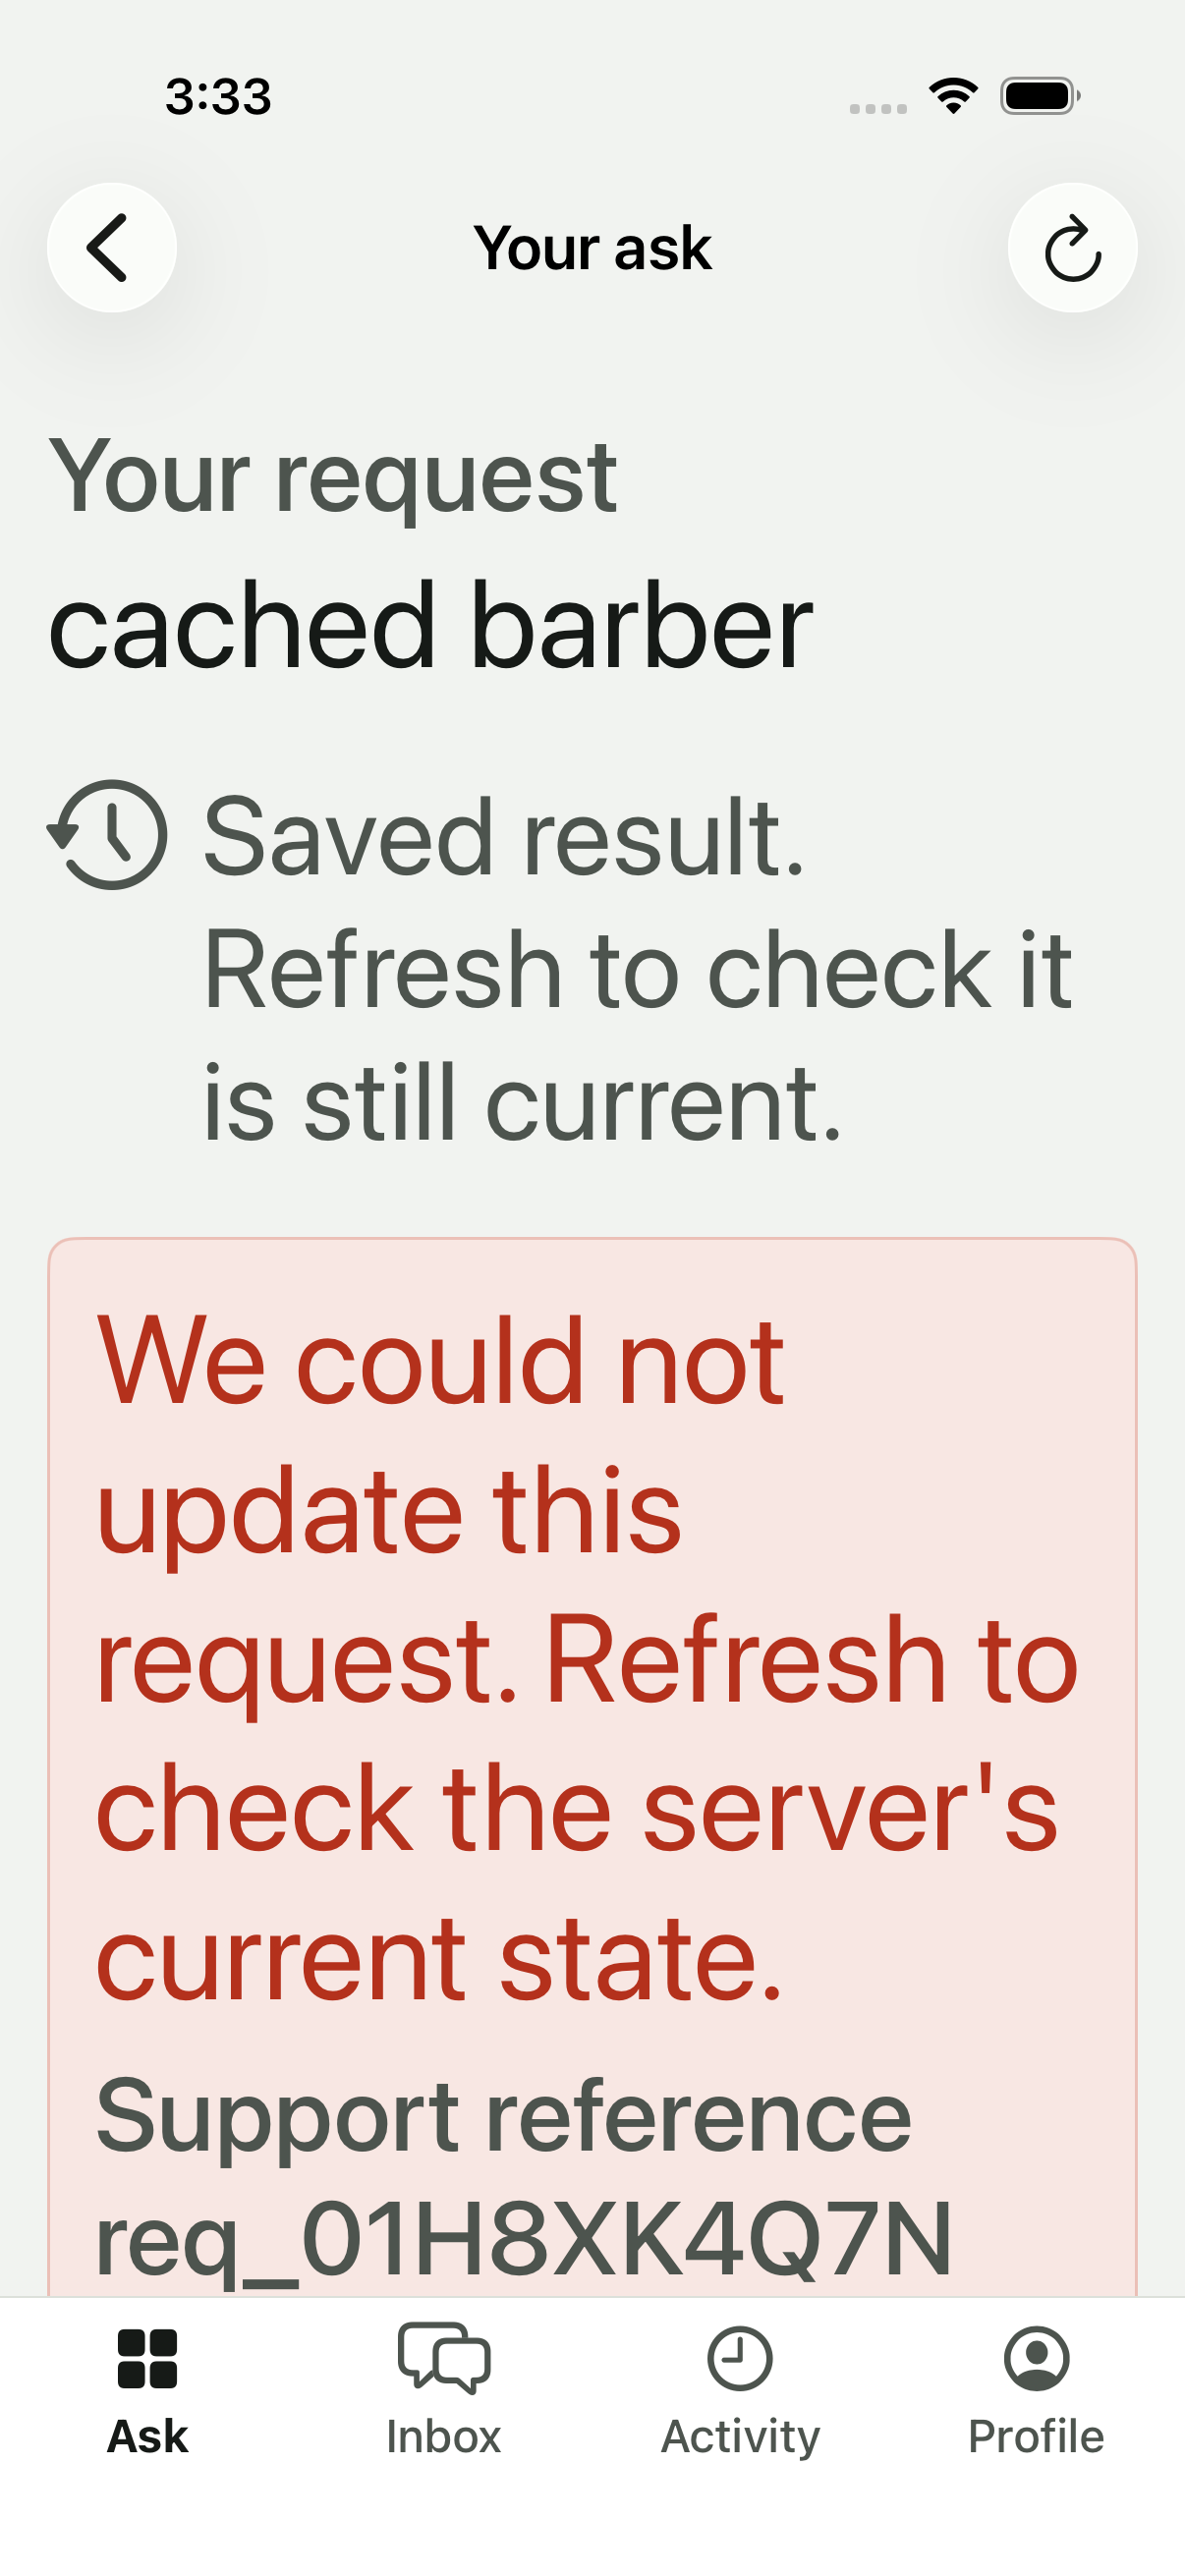 3:33
Your ask
Your request
cached barber
Saved result.
Refresh to check it
is still current.
We could not
update this
request. Refresh to
check the server's
current state.
Support reference
req_01H8XK4Q7N
Ask
Inbox
Activity
Profile